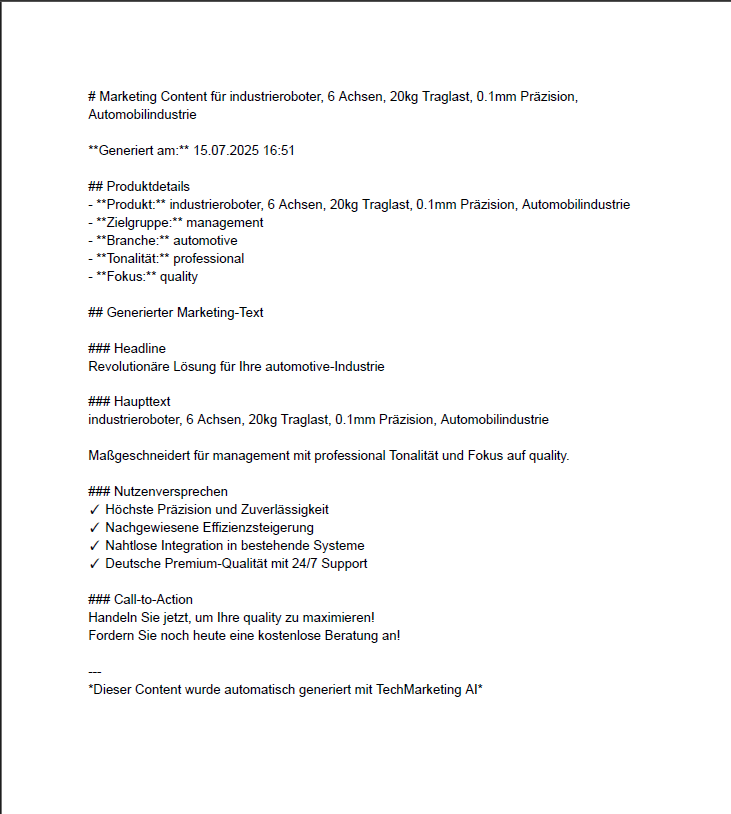 # Marketing Content für industrieroboter, 6 Achsen, 20kg Traglast, 0.1mm Präzision,
Automobilindustrie
**Generiert am:** 15.07.2025 16:51
## Produktdetails
- **Produkt:** industrieroboter, 6 Achsen, 20kg Traglast, 0.1mm Präzision, Automobilindustrie
- **Zielgruppe:** management
- **Branche:** automotive
- **Tonalität:** professional
- **Fokus:** quality
## Generierter Marketing-Text
### Headline
Revolutionäre Lösung für Ihre automotive-Industrie
### Haupttext
industrieroboter, 6 Achsen, 20kg Traglast, 0.1mm Präzision, Automobilindustrie
Maßgeschneidert für management mit professional Tonalität und Fokus auf quality.
### Nutzenversprechen
✓ Höchste Präzision und Zuverlässigkeit
✓ Nachgewiesene Effizienzsteigerung
✓ Nahtlose Integration in bestehende Systeme
✓ Deutsche Premium-Qualität mit 24/7 Support
### Call-to-Action
Handeln Sie jetzt, um Ihre quality zu maximieren!
Fordern Sie noch heute eine kostenlose Beratung an!
---
*Dieser Content wurde automatisch generiert mit TechMarketing AI*